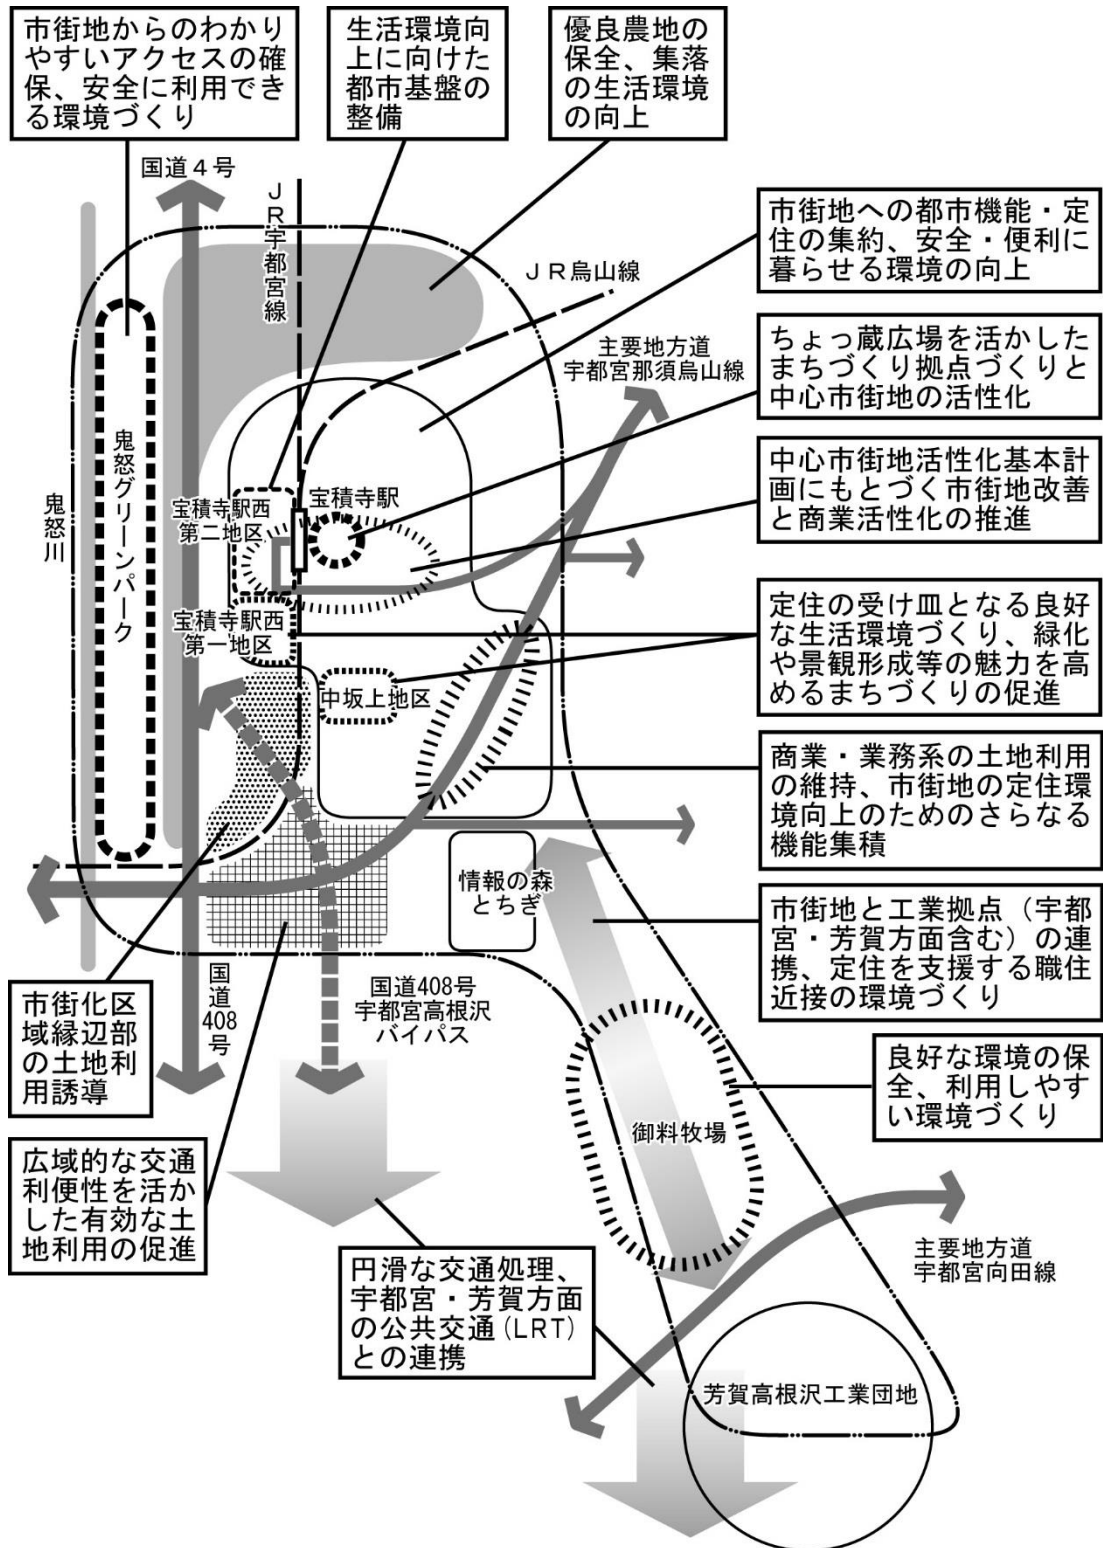 市街地からのわかり
やすいアクセスの確
保、安全に利用でき
る環境づくり
生活環境向
上に向けた
都市基盤の
整備
優良農地の
保全、集落
の生活環境
の向上
国道4号
JR宇都宮線
JR烏山線
市街地への都市機能・定
住の集約、安全・便利に
暮らせる環境の向上
主要地方道
宇都宮那須烏山線
ちょっ蔵広場を活かした
まちづくり拠点づくりと
中心市街地の活性化
鬼怒川
鬼怒グリーンパーク
宝積寺駅西
第二地区
宝積寺駅
中心市街地活性化基本計
画にもとづく市街地改善
と商業活性化の推進
宝積寺駅西
第一地区
中坂上地区
定住の受け皿となる良好
な生活環境づくり、緑化
や景観形成等の魅力を高
めるまちづくりの促進
商業・業務系の土地利用
の維持、市街地の定住環
境向上のためのさらなる
機能集積
情報の森
とちぎ
市街地と工業拠点（宇都
宮・芳賀方面含む）の連
携、定住を支援する職住
近接の環境づくり
国道408号
国道408号
宇都宮高根沢
バイパス
市街化区
域縁辺部
の土地利
用誘導
良好な環境の保
全、利用しやす
い環境づくり
御料牧場
広域的な交通
利便性を活か
した有効な土
地利用の促進
主要地方道
宇都宮向田線
円滑な交通処理、
宇都宮・芳賀方面
の公共交通(LRT)
との連携
芳賀高根沢工業団地